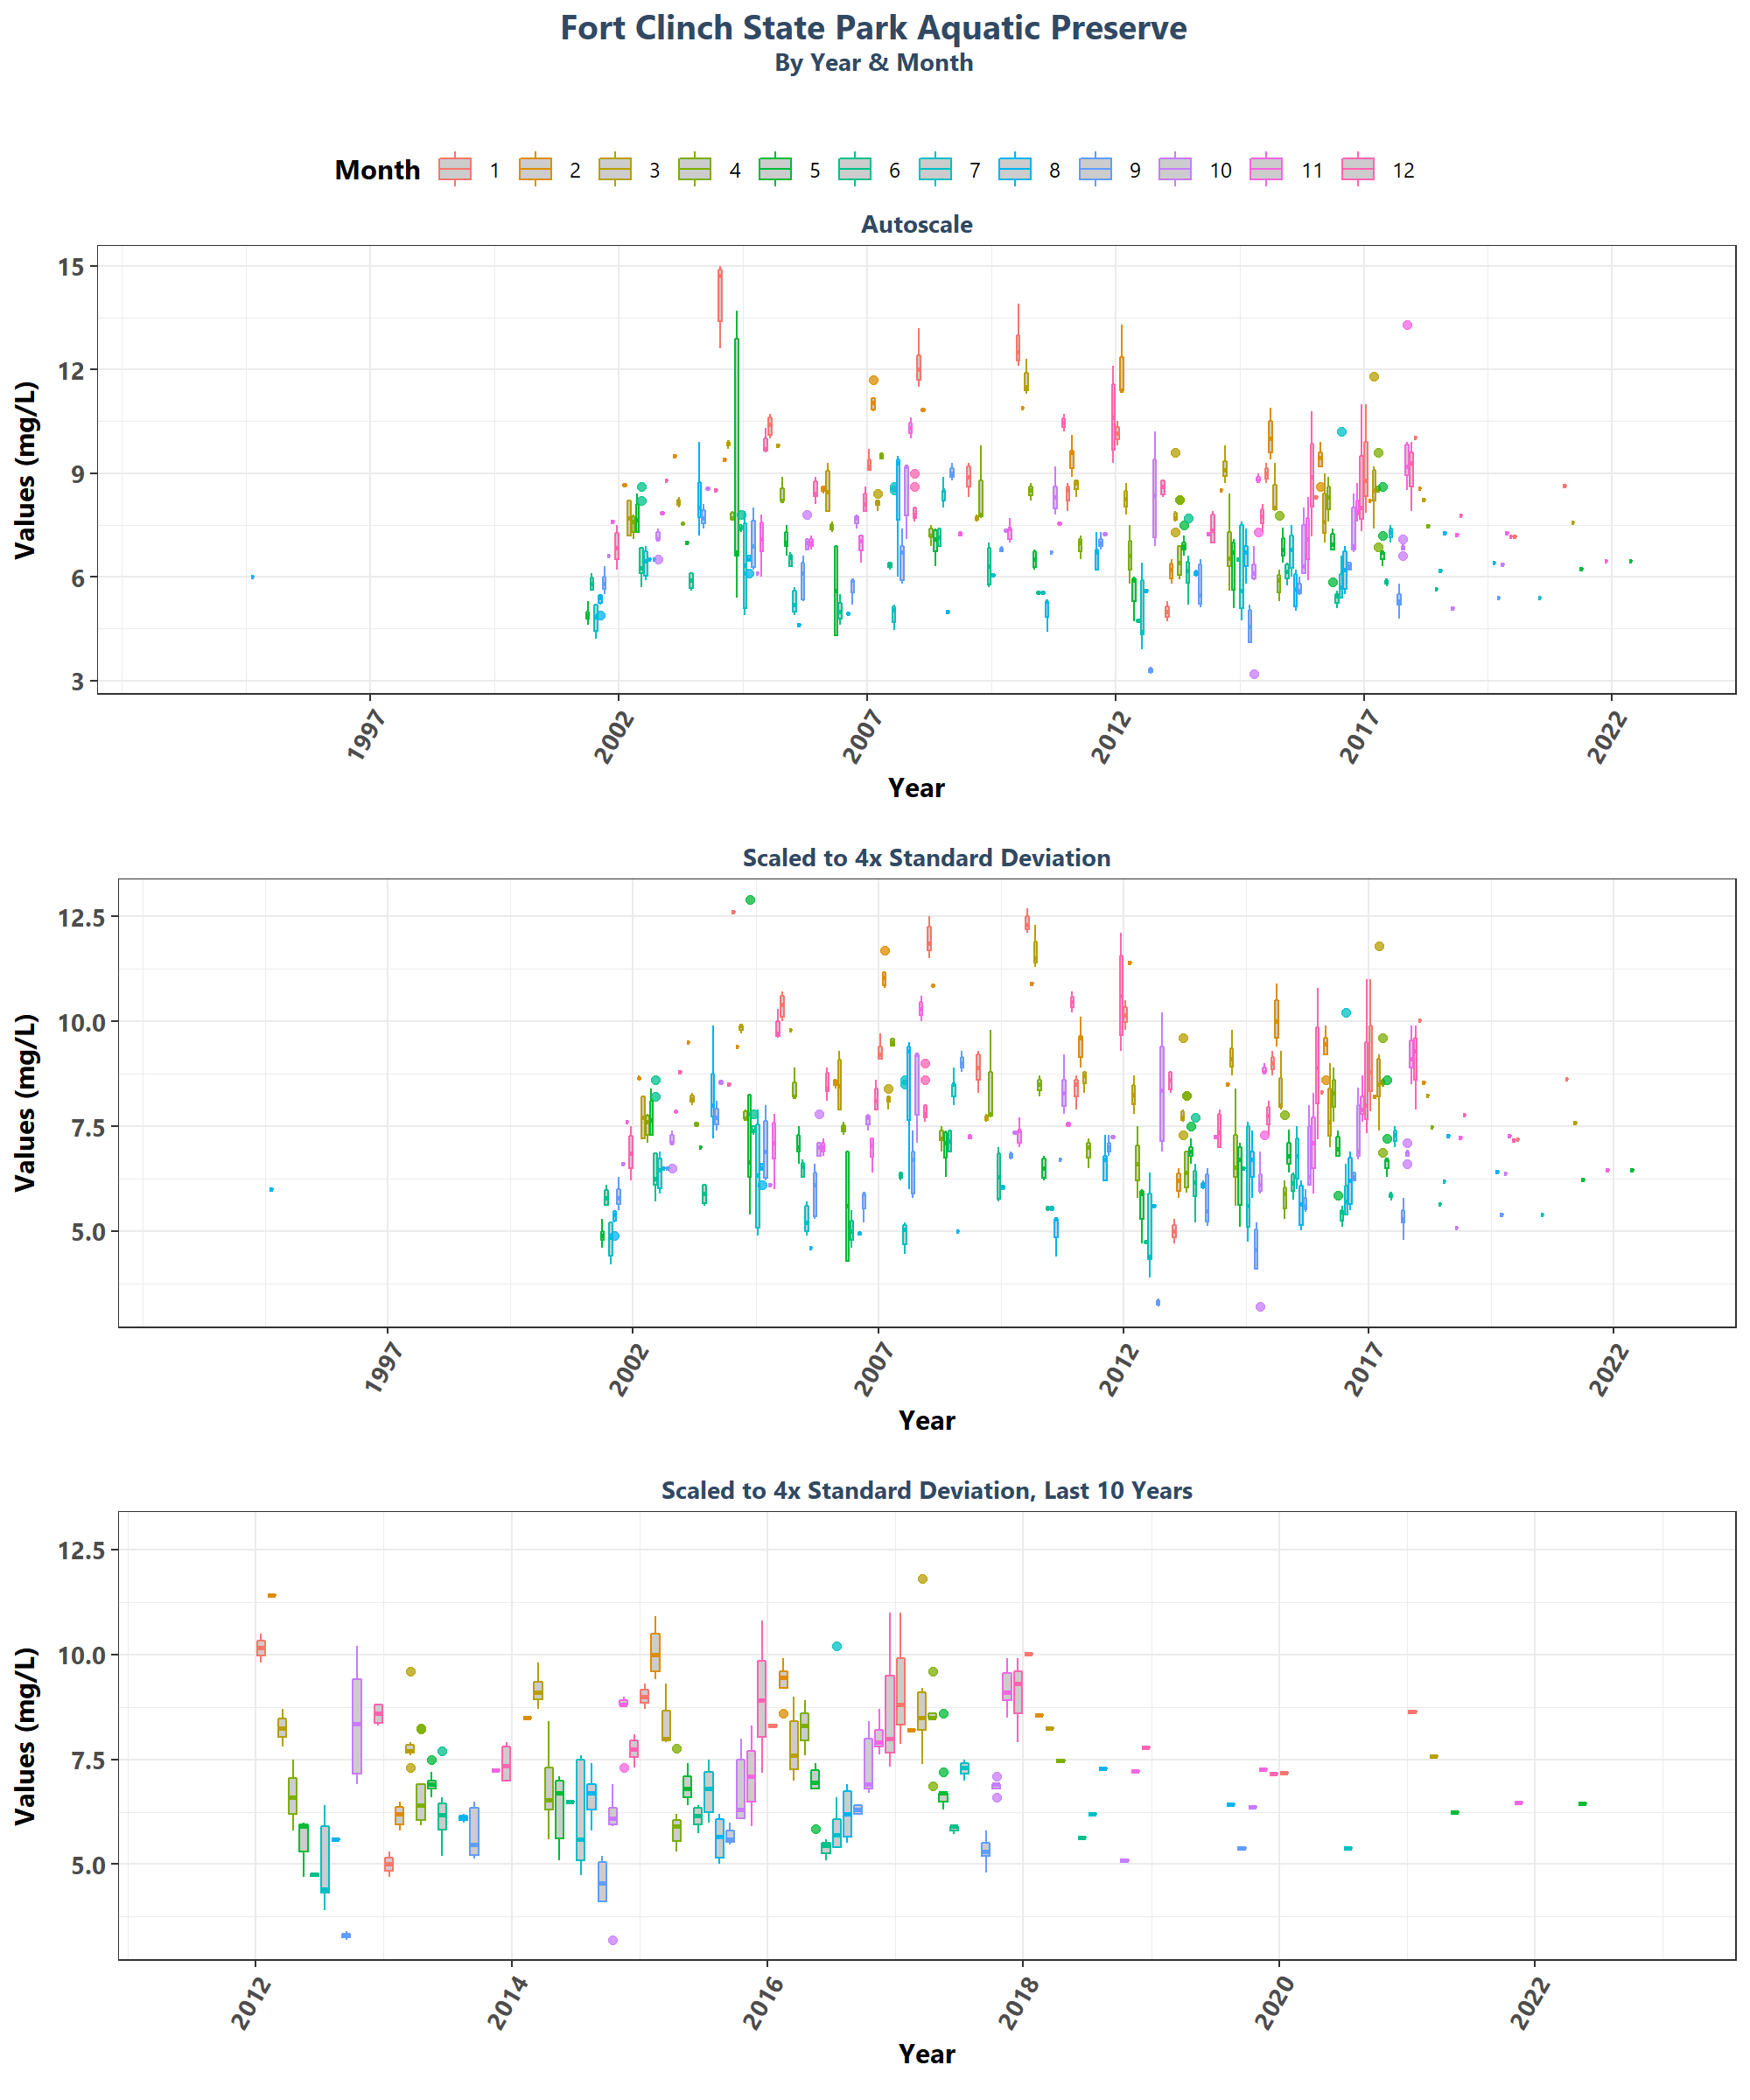 Fort Clinch State Park Aquatic Preserve
By Year & Month
Month 1 2 3 4 5 6 7 8 9 10 11 12
Autoscale
Values (mg/L)
15
12
9
6
3
1997 2002 2007 2012 2017 2022
Year
Scaled to 4x Standard Deviation
Values (mg/L)
12.5
10.0
7.5
5.0
1997 2002 2007 2012 2017 2022
Year
Scaled to 4x Standard Deviation, Last 10 Years
Values (mg/L)
12.5
10.0
7.5
5.0
2012 2014 2016 2018 2020 2022
Year